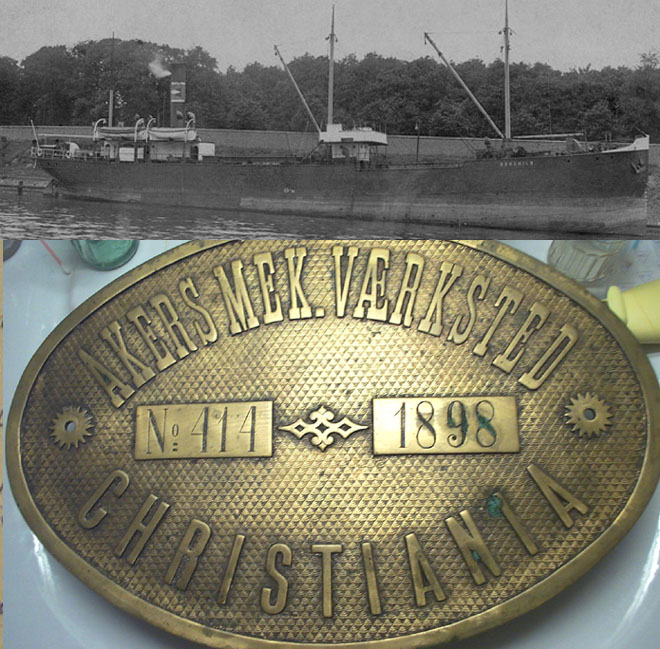 AKERS MEK. VÆRKSTED
No 414 1898
CHRISTIANIA